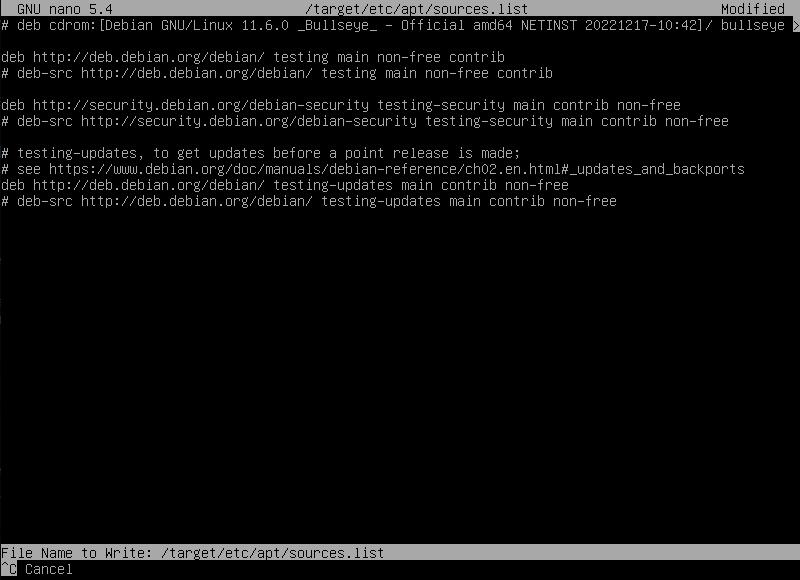 GNU nano 5.4 /target/etc/apt/sources.list Modified
# deb cdrom:[Debian GNU/Linux 11.6.0 _Bullseye_ - Official amd64 NETINST 20221217-10:42]/ bullseye >
deb http://deb.debian.org/debian/ testing main non-free contrib
# deb-src http://deb.debian.org/debian/ testing main non-free contrib
deb http://security.debian.org/debian-security testing-security main contrib non-free
# deb-src http://security.debian.org/debian-security testing-security main contrib non-free
# testing-updates, to get updates before a point release is made;
# see https://www.debian.org/doc/manuals/debian-reference/ch02.en.html#_updates_and_backports
deb http://deb.debian.org/debian/ testing-updates main contrib non-free
# deb-src http://deb.debian.org/debian/ testing-updates main contrib non-free
File Name to Write: /target/etc/apt/sources.list
^C Cancel